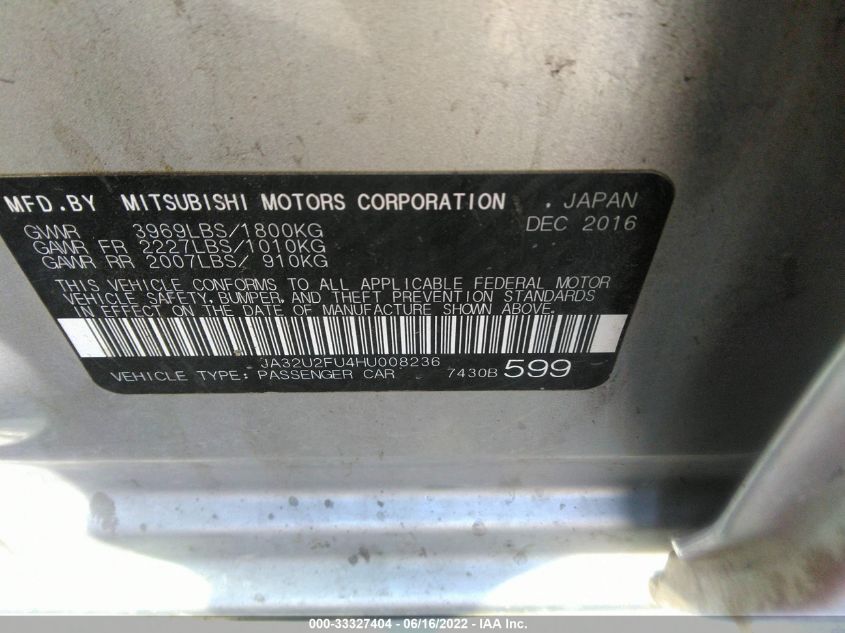 MFD.BY MITSUBISHI MOTORS CORPORATION , JAPAN
DEC 2016
GVWR 3969LBS/1800KG
GAWR FR 2227LBS/1010KG
GAWR RR 2007LBS/ 910KG
THIS VEHICLE CONFORMS TO ALL APPLICABLE FEDERAL MOTOR
VEHICLE SAFETY, BUMPER, AND THEFT PREVENTION STANDARDS
IN EFFECT ON THE DATE OF MANUFACTURE SHOWN ABOVE.
JA32U2FU4HU008236
VEHICLE TYPE: PASSENGER CAR 7430B 599
000-33327404 - 06/16/2022 - IAA Inc.